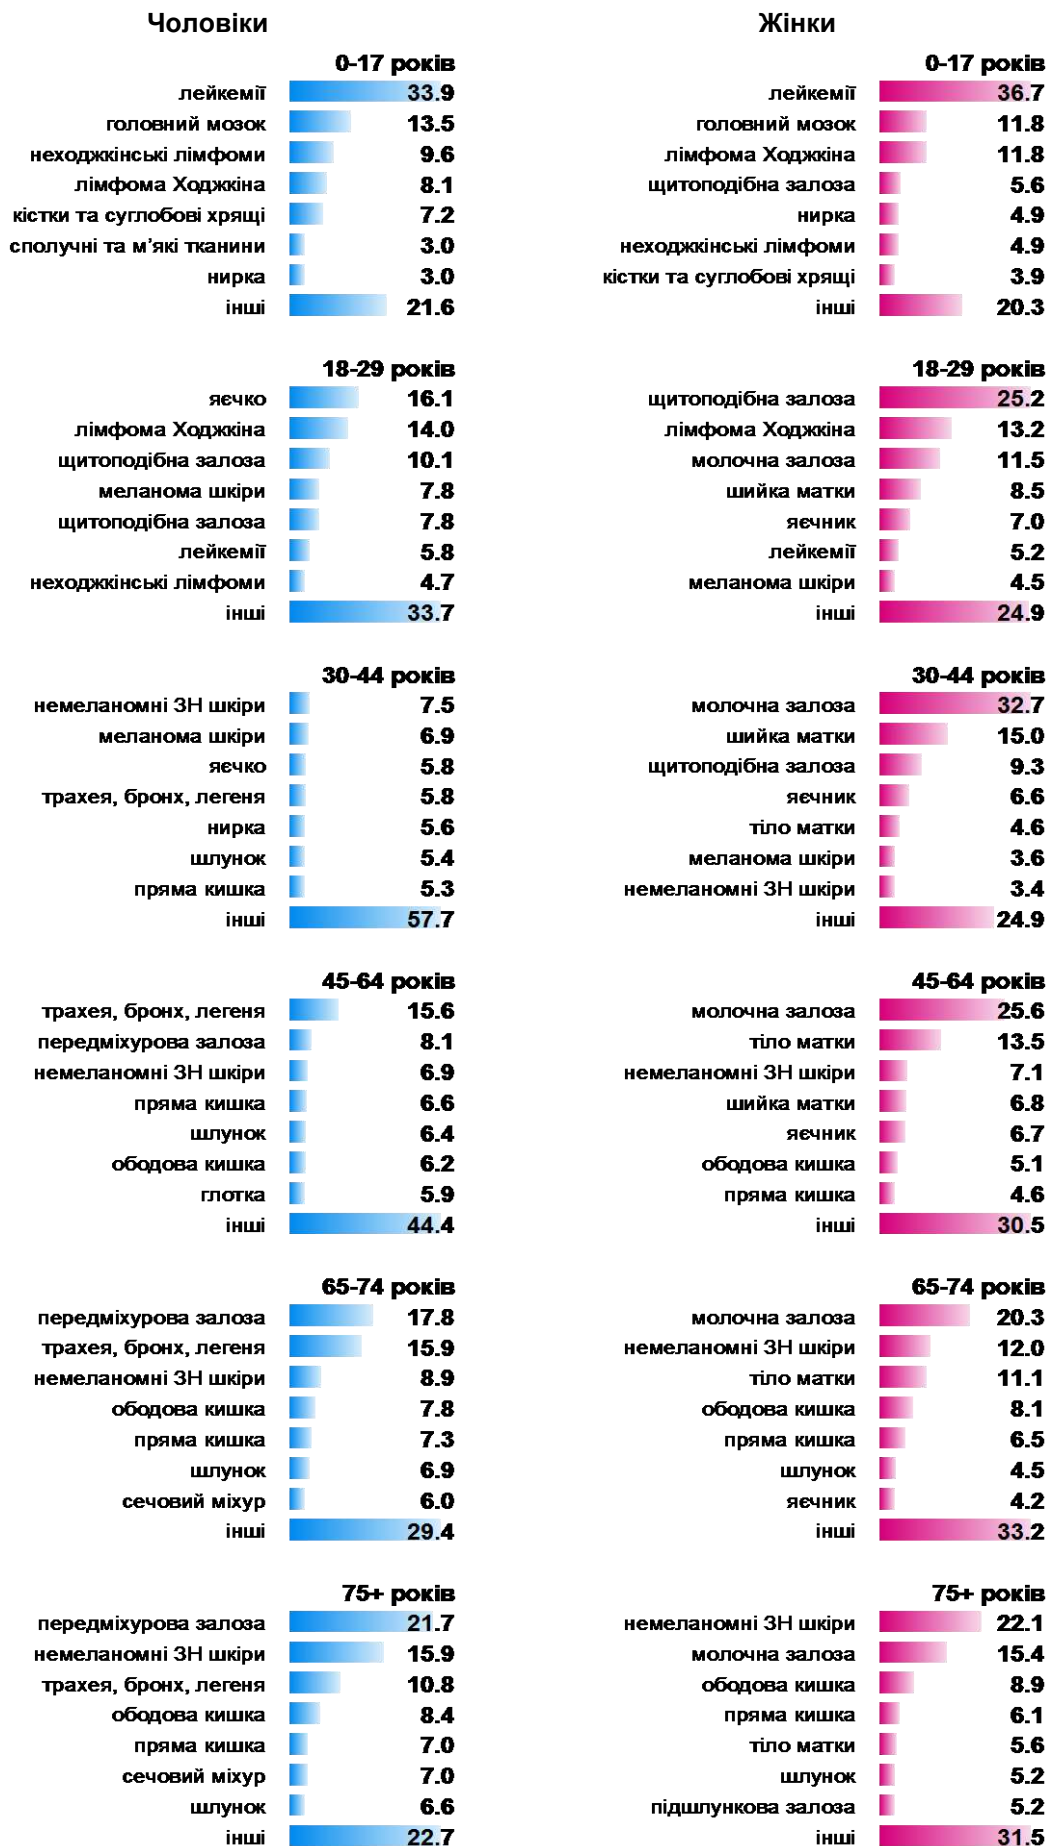 Чоловіки
0-17 років
лейкемії 33.9
головний мозок 13.5
неходжкінські лімфоми 9.6
лімфома Ходжкіна 8.1
кістки та суглобові хрящі 7.2
сполучні та м’які тканини 3.0
нирка 3.0
інші 21.6
18-29 років
яєчко 16.1
лімфома Ходжкіна 14.0
щитоподібна залоза 10.1
меланома шкіри 7.8
щитоподібна залоза 7.8
лейкемії 5.8
неходжкінські лімфоми 4.7
інші 33.7
30-44 років
немеланомні ЗН шкіри 7.5
меланома шкіри 6.9
яєчко 5.8
трахея, бронх, легеня 5.8
нирка 5.6
шлунок 5.4
пряма кишка 5.3
інші 57.7
45-64 років
трахея, бронх, легеня 15.6
передміхурова залоза 8.1
немеланомні ЗН шкіри 6.9
пряма кишка 6.6
шлунок 6.4
ободова кишка 6.2
глотка 5.9
інші 44.4
65-74 років
передміхурова залоза 17.8
трахея, бронх, легеня 15.9
немеланомні ЗН шкіри 8.9
ободова кишка 7.8
пряма кишка 7.3
шлунок 6.9
сечовий міхур 6.0
інші 29.4
75+ років
передміхурова залоза 21.7
немеланомні ЗН шкіри 15.9
трахея, бронх, легеня 10.8
ободова кишка 8.4
пряма кишка 7.0
сечовий міхур 7.0
шлунок 6.6
інші 22.7
Жінки
0-17 років
лейкемії 36.7
головний мозок 11.8
лімфома Ходжкіна 11.8
щитоподібна залоза 5.6
нирка 4.9
неходжкінські лімфоми 4.9
кістки та суглобові хрящі 3.9
інші 20.3
18-29 років
щитоподібна залоза 25.2
лімфома Ходжкіна 13.2
молочна залоза 11.5
шийка матки 8.5
яєчник 7.0
лейкемії 5.2
меланома шкіри 4.5
інші 24.9
30-44 років
молочна залоза 32.7
шийка матки 15.0
щитоподібна залоза 9.3
яєчник 6.6
тіло матки 4.6
меланома шкіри 3.6
немеланомні ЗН шкіри 3.4
інші 24.9
45-64 років
молочна залоза 25.6
тіло матки 13.5
немеланомні ЗН шкіри 7.1
шийка матки 6.8
яєчник 6.7
ободова кишка 5.1
пряма кишка 4.6
інші 30.5
65-74 років
молочна залоза 20.3
немеланомні ЗН шкіри 12.0
тіло матки 11.1
ободова кишка 8.1
пряма кишка 6.5
шлунок 4.5
яєчник 4.2
інші 33.2
75+ років
немеланомні ЗН шкіри 22.1
молочна залоза 15.4
ободова кишка 8.9
пряма кишка 6.1
тіло матки 5.6
шлунок 5.2
підшлункова залоза 5.2
інші 31.5